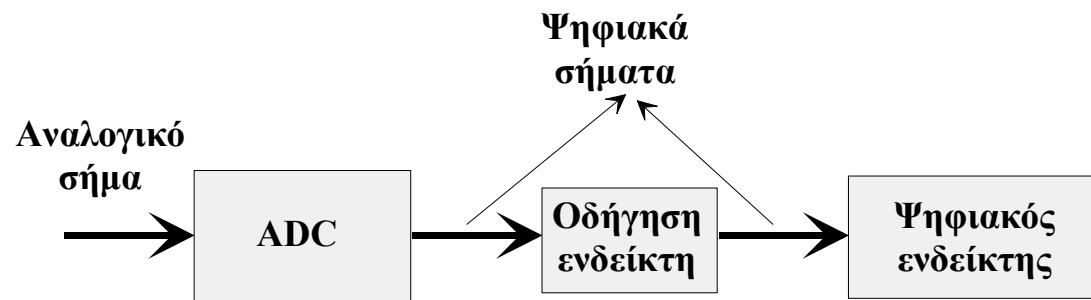 Ψηφιακά
σήματα
Αναλογικό
σήμα
ADC
Οδήγηση
ενδείκτη
Ψηφιακός
ενδείκτης